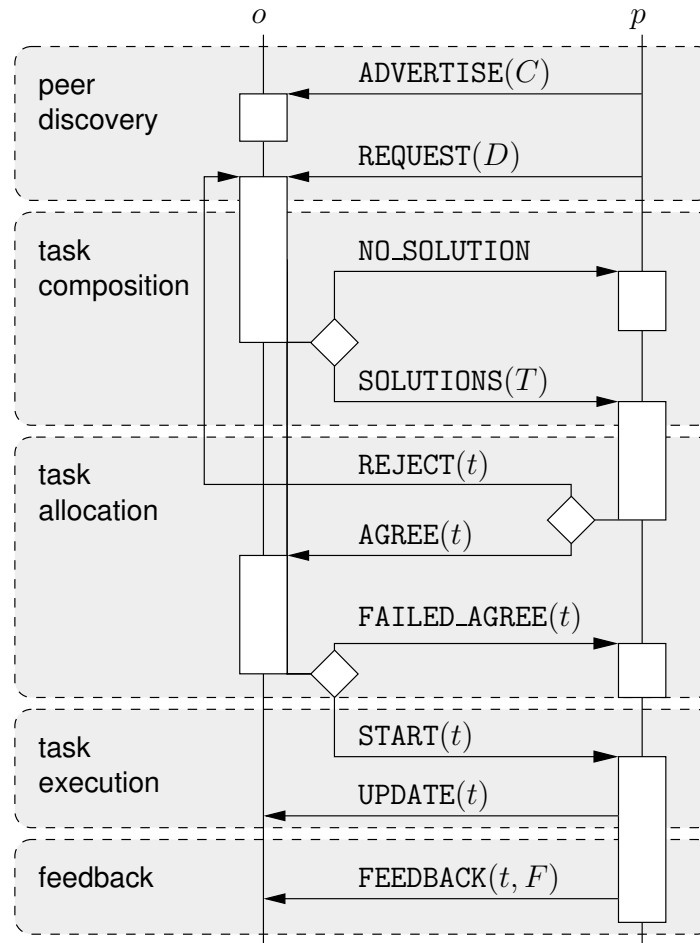 o p
peer
discovery
ADVERTISE(C)
REQUEST(D)
task
composition
NO_SOLUTION
SOLUTIONS(T)
task
allocation
REJECT(t)
AGREE(t)
FAILED_AGREE(t)
task
execution
START(t)
UPDATE(t)
feedback
FEEDBACK(t, F)